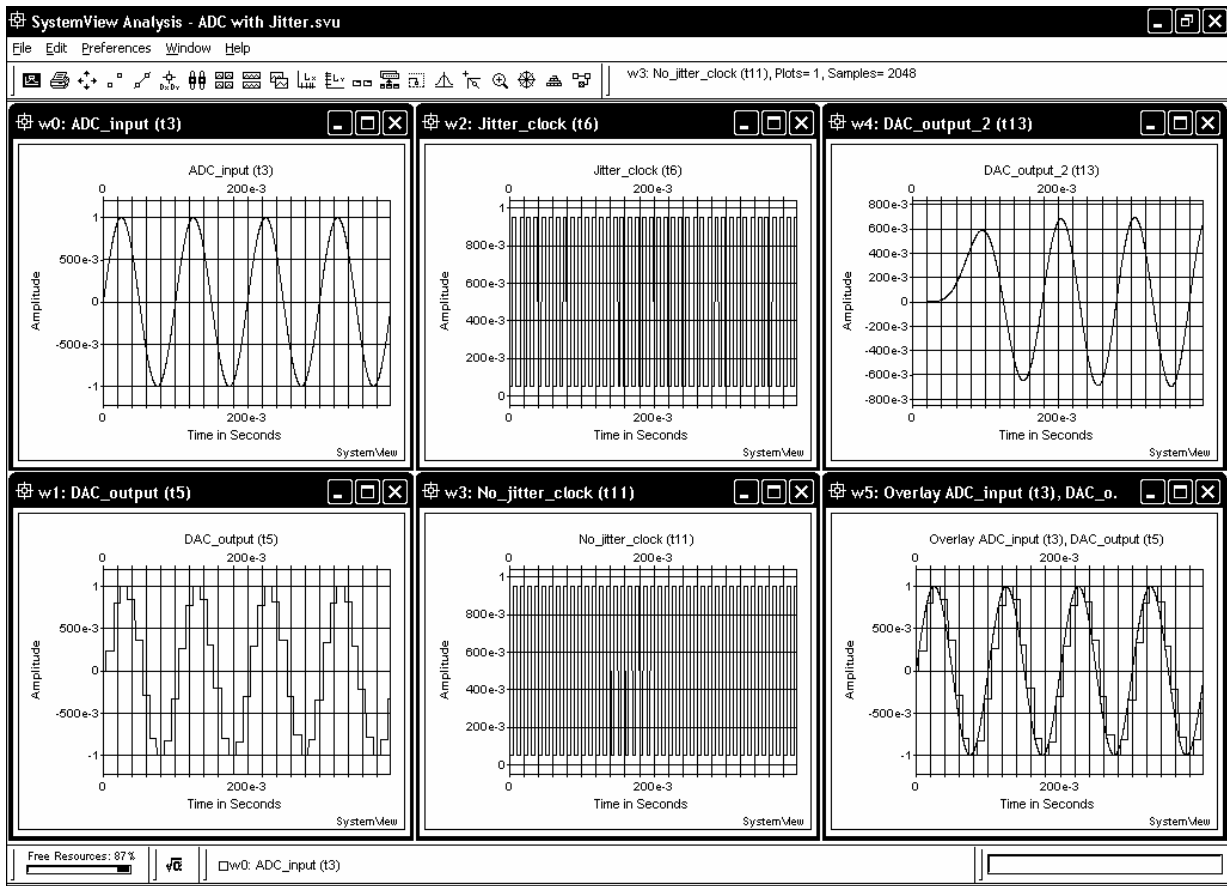 SystemView Analysis - ADC with Jitter.svu
File Edit Preferences Window Help
w3: No_jitter_clock (t11), Plots= 1, Samples= 2048
w0: ADC_input (t3)
ADC_input (t3)
0 200e-3
1
500e-3
0
-500e-3
-1
Amplitude
0 200e-3
Time in Seconds
SystemView
w2: Jitter_clock (t6)
Jitter_clock (t6)
0 200e-3
1
800e-3
600e-3
400e-3
200e-3
0
Amplitude
0 200e-3
Time in Seconds
SystemView
w4: DAC_output_2 (t13)
DAC_output_2 (t13)
0 200e-3
800e-3
600e-3
400e-3
200e-3
0
-200e-3
-400e-3
-600e-3
-800e-3
Amplitude
0 200e-3
Time in Seconds
SystemView
w1: DAC_output (t5)
DAC_output (t5)
0 200e-3
1
500e-3
0
-500e-3
-1
Amplitude
0 200e-3
Time in Seconds
SystemView
w3: No_jitter_clock (t11)
No_jitter_clock (t11)
0 200e-3
1
800e-3
600e-3
400e-3
200e-3
0
Amplitude
0 200e-3
Time in Seconds
SystemView
w5: Overlay ADC_input (t3), DAC_o.
Overlay ADC_input (t3), DAC_output (t5)
0 200e-3
1
500e-3
0
-500e-3
-1
Amplitude
0 200e-3
Time in Seconds
SystemView
Free Resources: 87%
√α
w0: ADC_input (t3)